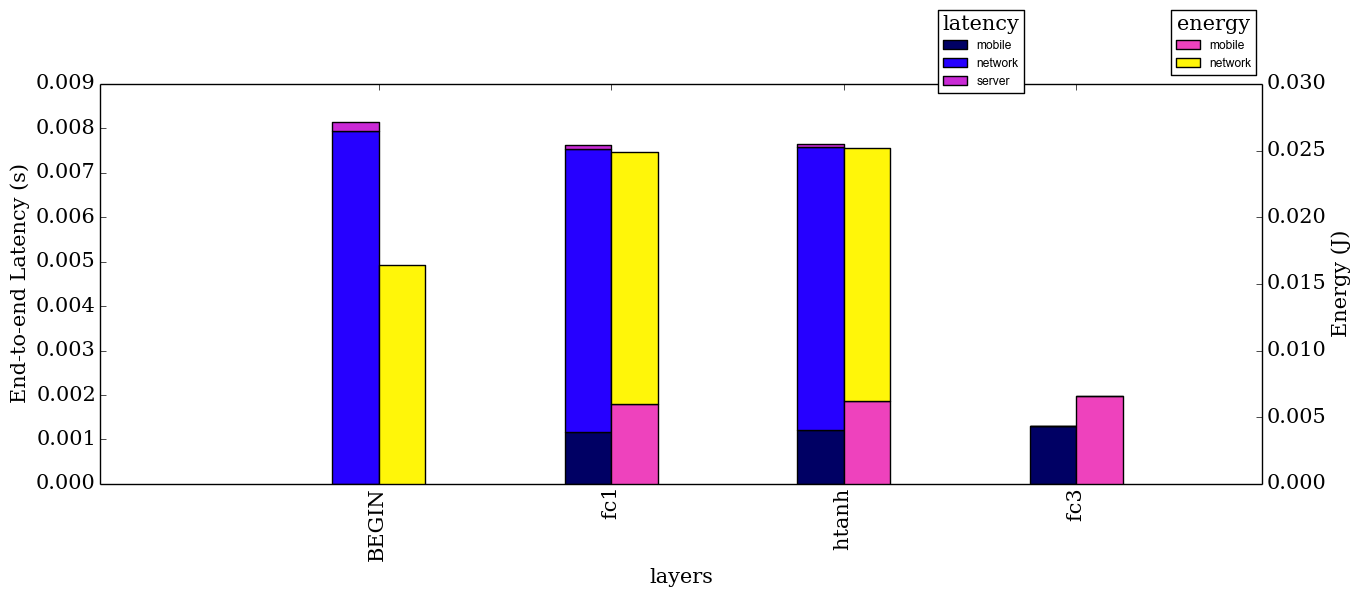 latency
mobile
network
server
energy
mobile
network
End-to-end Latency (s)
0.009
0.008
0.007
0.006
0.005
0.004
0.003
0.002
0.001
0.000
0.030
0.025
0.020
0.015
0.010
0.005
0.000
Energy (J)
BEGIN
fc1
htanh
fc3
layers